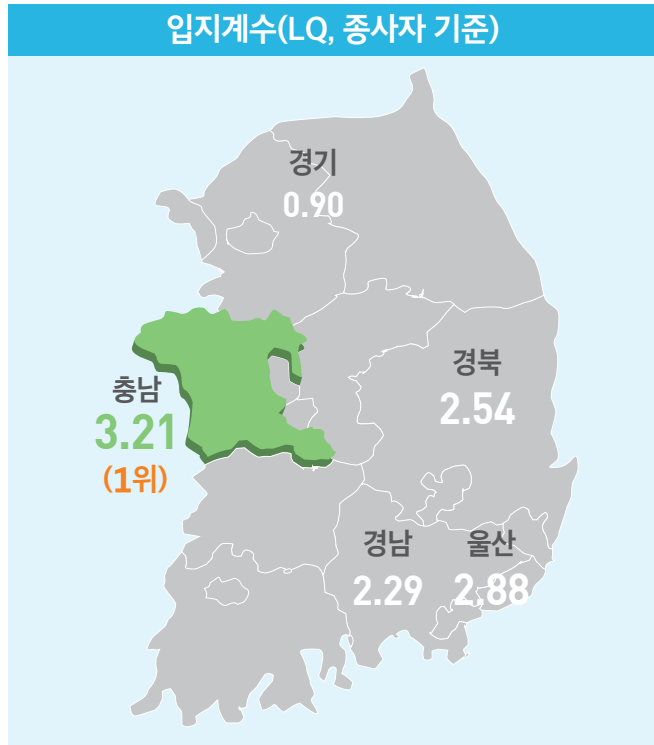 입지계수(LQ, 종사자 기준)
경기
0.90
경북
2.54
충남
3.21
(1위)
경남
2.29
울산
2.88